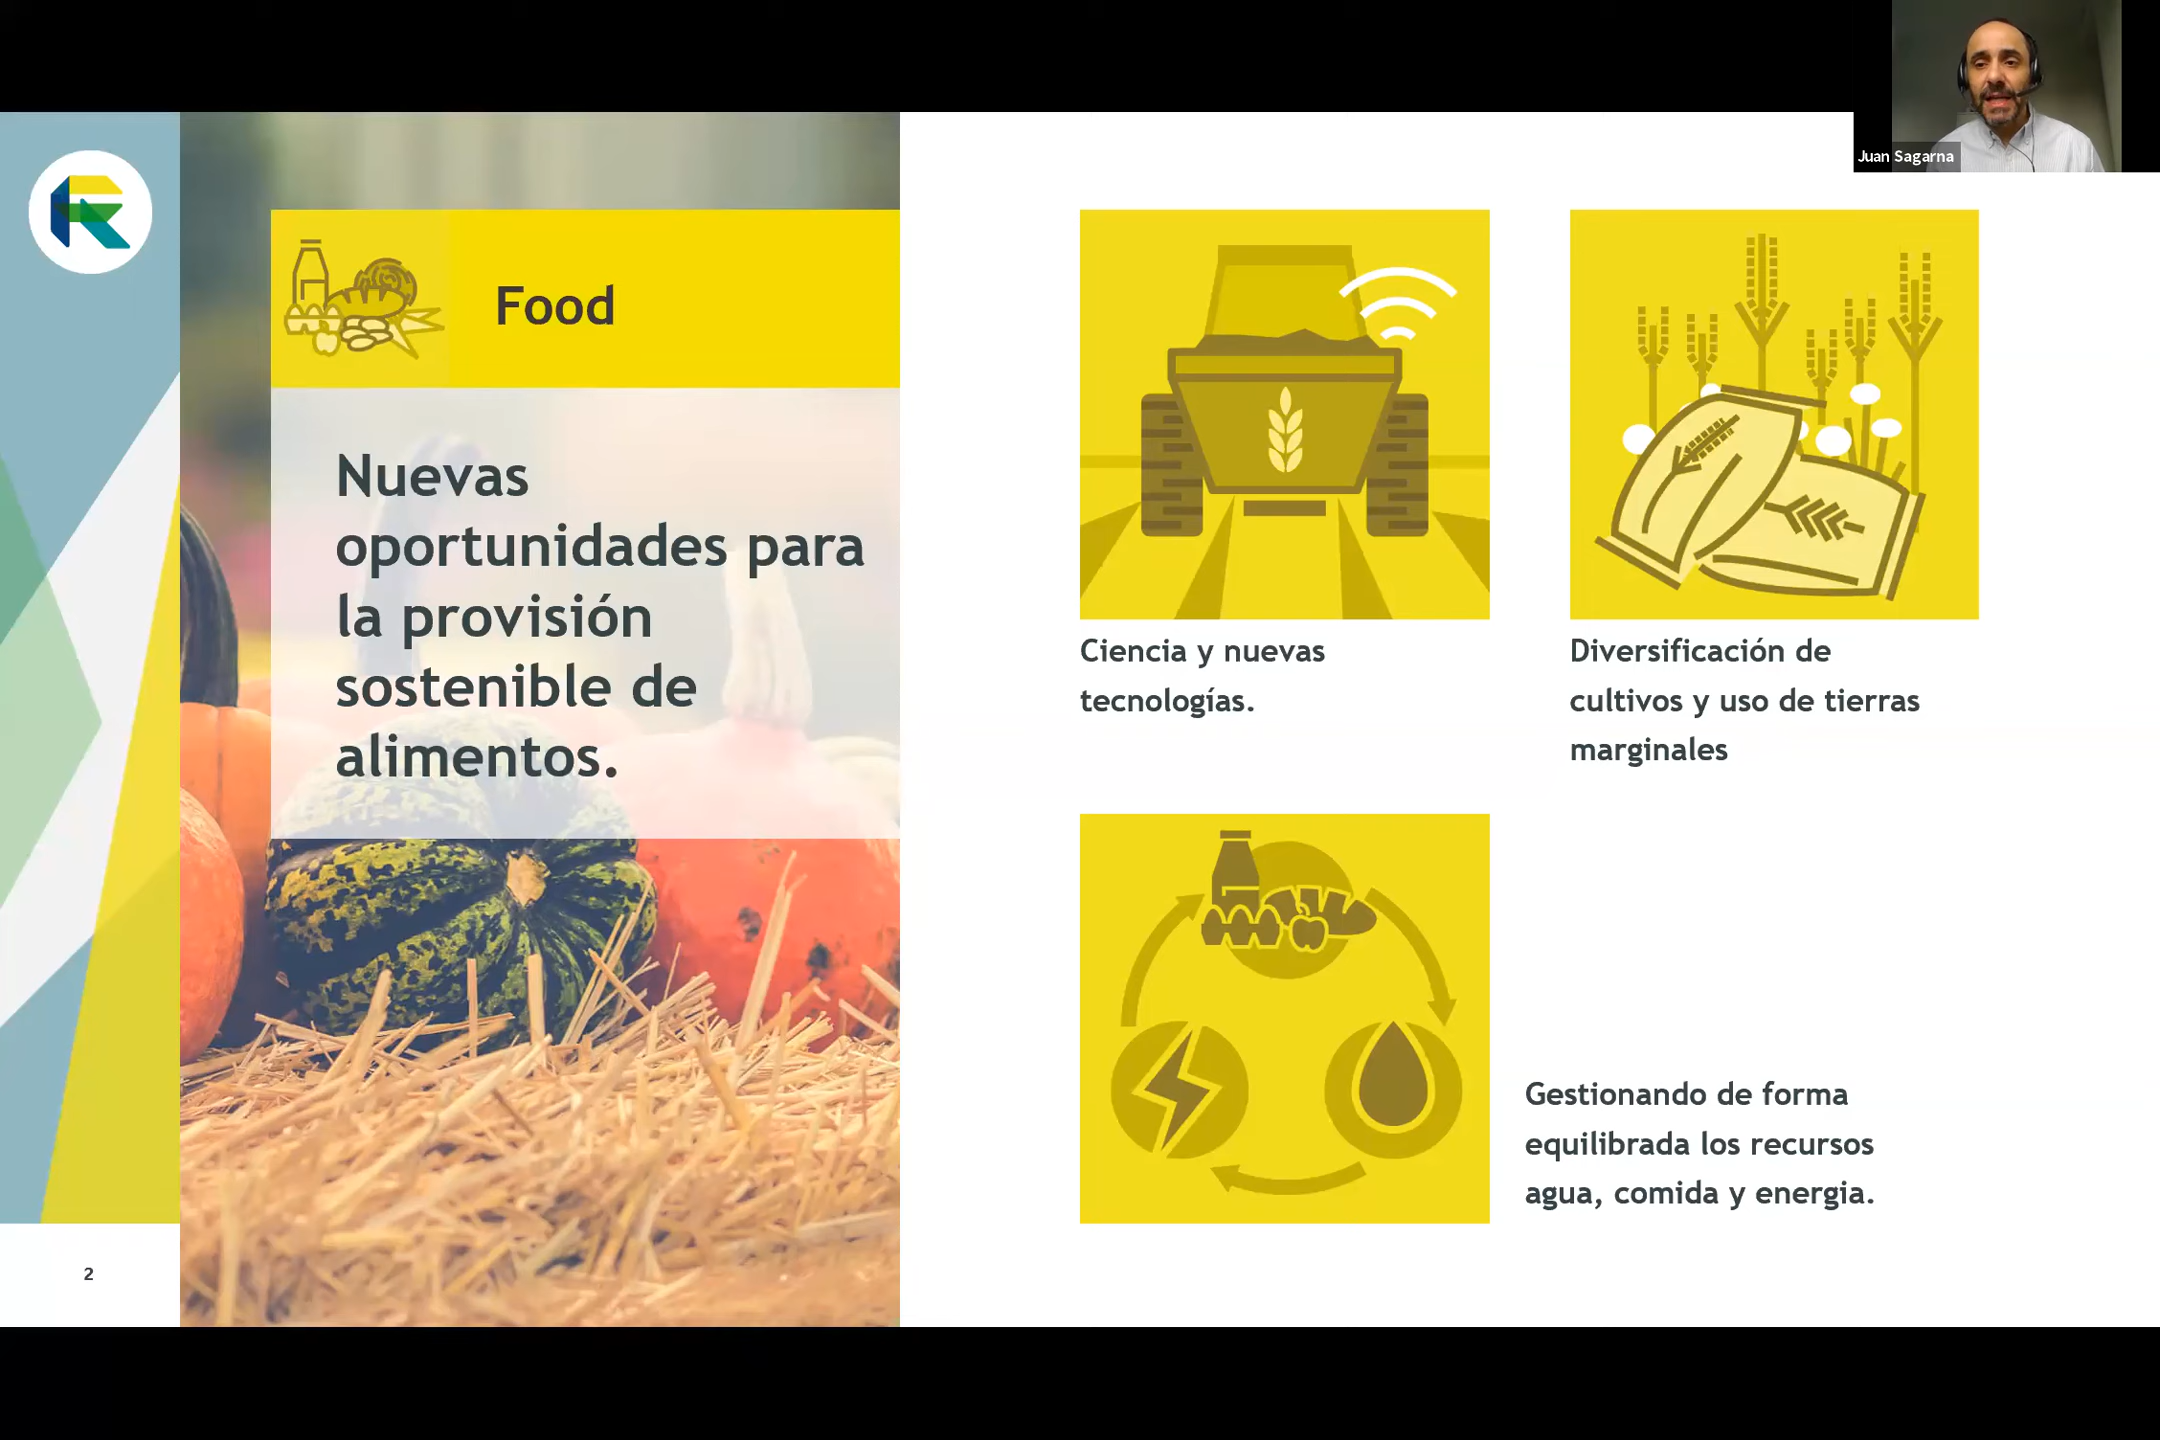 Juan Sagarna
Food
Nuevas
oportunidades para
la provisión
sostenible de
alimentos.
Ciencia y nuevas
tecnologías.
Diversificación de
cultivos y uso de tierras
marginales
Gestionando de forma
equilibrada los recursos
agua, comida y energia.
2